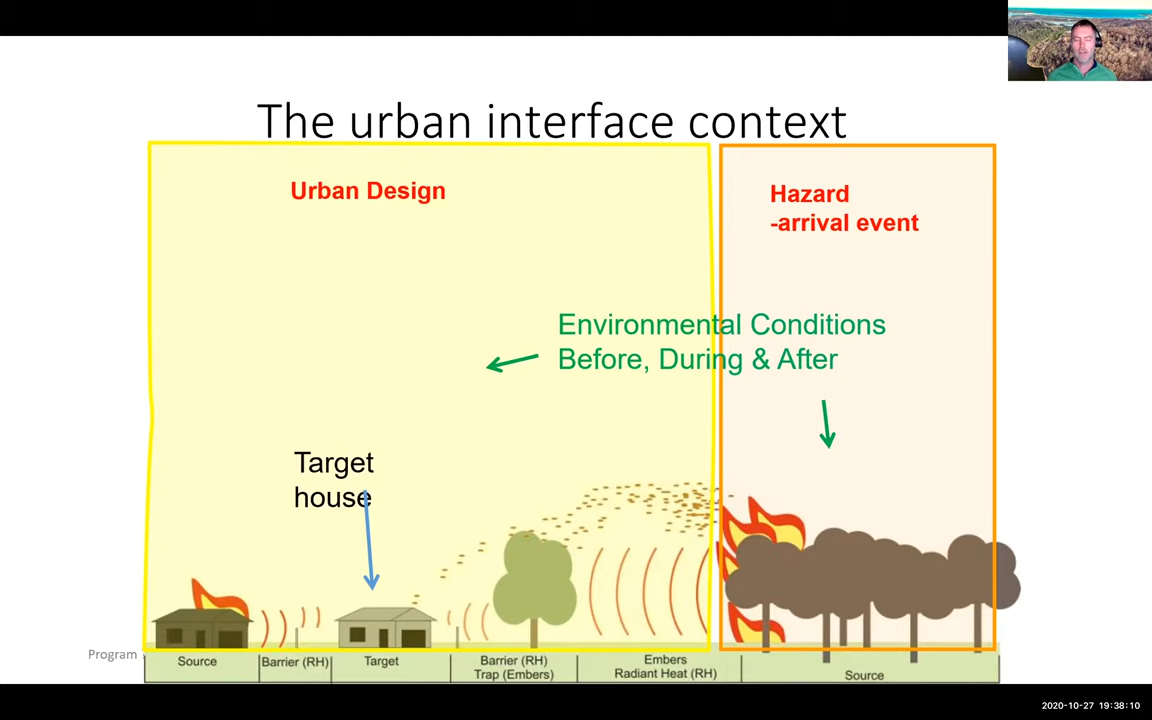 The urban interface context
Urban Design
Hazard
-arrival event
Environmental Conditions
Before, During & After
Target
house
Program
Source
Barrier (RH)
Target
Barrier (RH)
Trap (Embers)
Embers
Radiant Heat (RH)
Source
2020-10-27 19:38:10